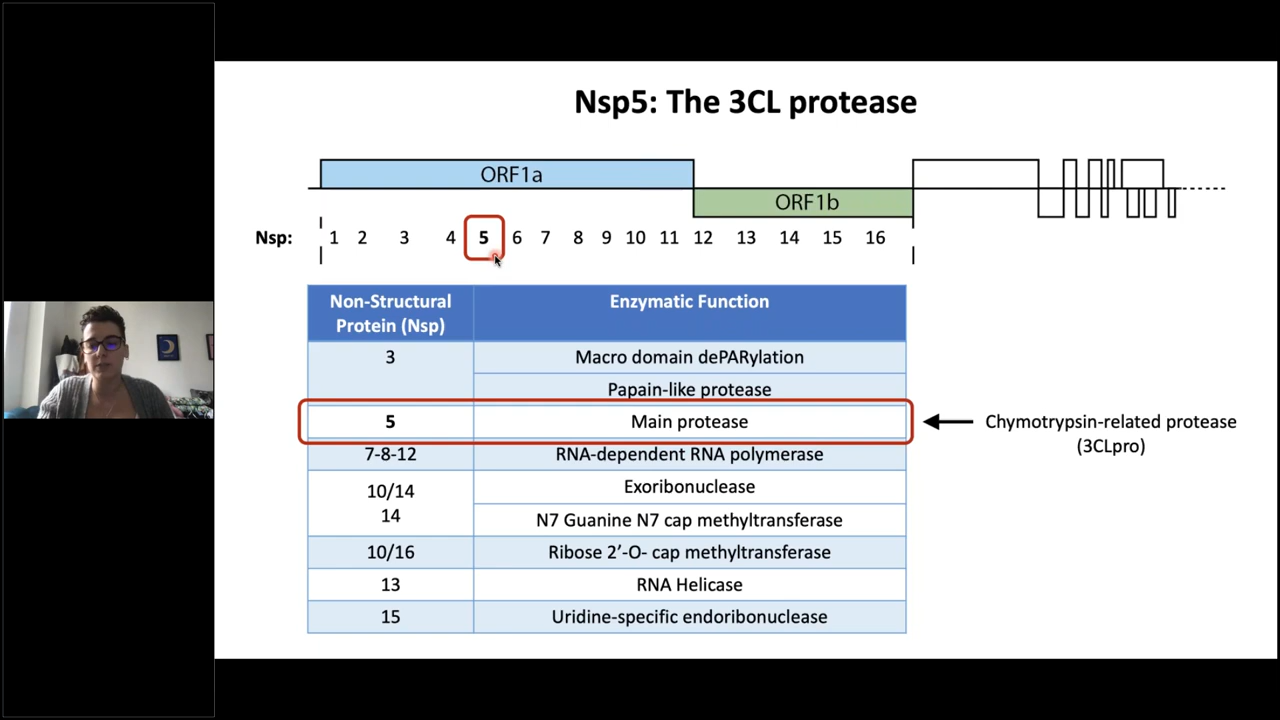 Nsp5: The 3CL protease
ORF1a
ORF1b
Nsp: 1 2 3 4 5 6 7 8 9 10 11 12 13 14 15 16
Non-Structural Protein (Nsp)
Enzymatic Function
3
Macro domain dePARylation
Papain-like protease
5
Main protease
Chymotrypsin-related protease
(3CLpro)
7-8-12
RNA-dependent RNA polymerase
10/14
14
Exoribonuclease
N7 Guanine N7 cap methyltransferase
10/16
Ribose 2’-O- cap methyltransferase
13
RNA Helicase
15
Uridine-specific endoribonuclease